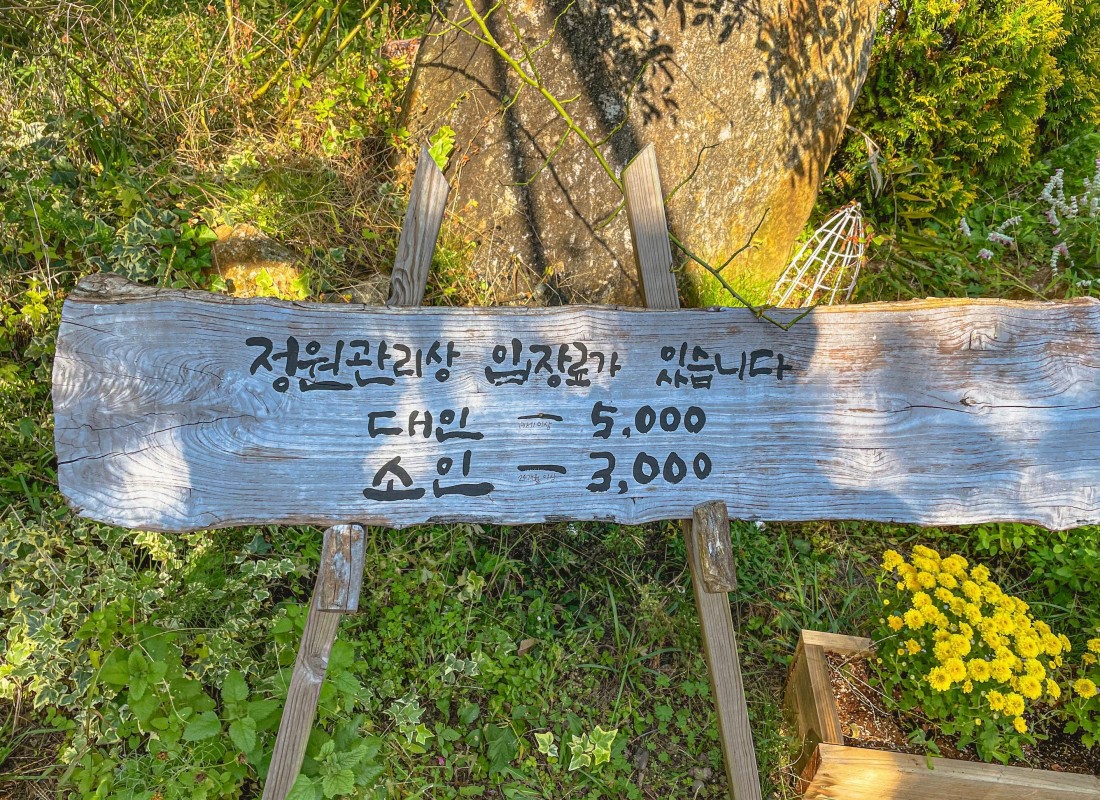 정원관리상 입장료가 있습니다
대인 — 5,000
소인 — 3,000